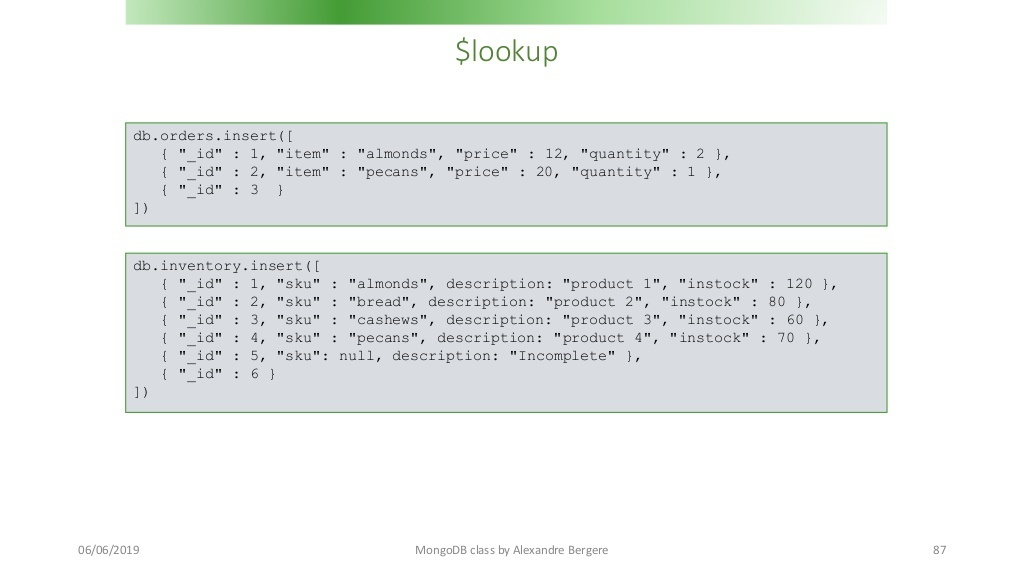 $lookup
db.orders.insert([
   { "_id" : 1, "item" : "almonds", "price" : 12, "quantity" : 2 },
   { "_id" : 2, "item" : "pecans", "price" : 20, "quantity" : 1 },
   { "_id" : 3  }
])
db.inventory.insert([
   { "_id" : 1, "sku" : "almonds", description: "product 1", "instock" : 120 },
   { "_id" : 2, "sku" : "bread", description: "product 2", "instock" : 80 },
   { "_id" : 3, "sku" : "cashews", description: "product 3", "instock" : 60 },
   { "_id" : 4, "sku" : "pecans", description: "product 4", "instock" : 70 },
   { "_id" : 5, "sku": null, description: "Incomplete" },
   { "_id" : 6 }
])
06/06/2019 MongoDB class by Alexandre Bergere 87